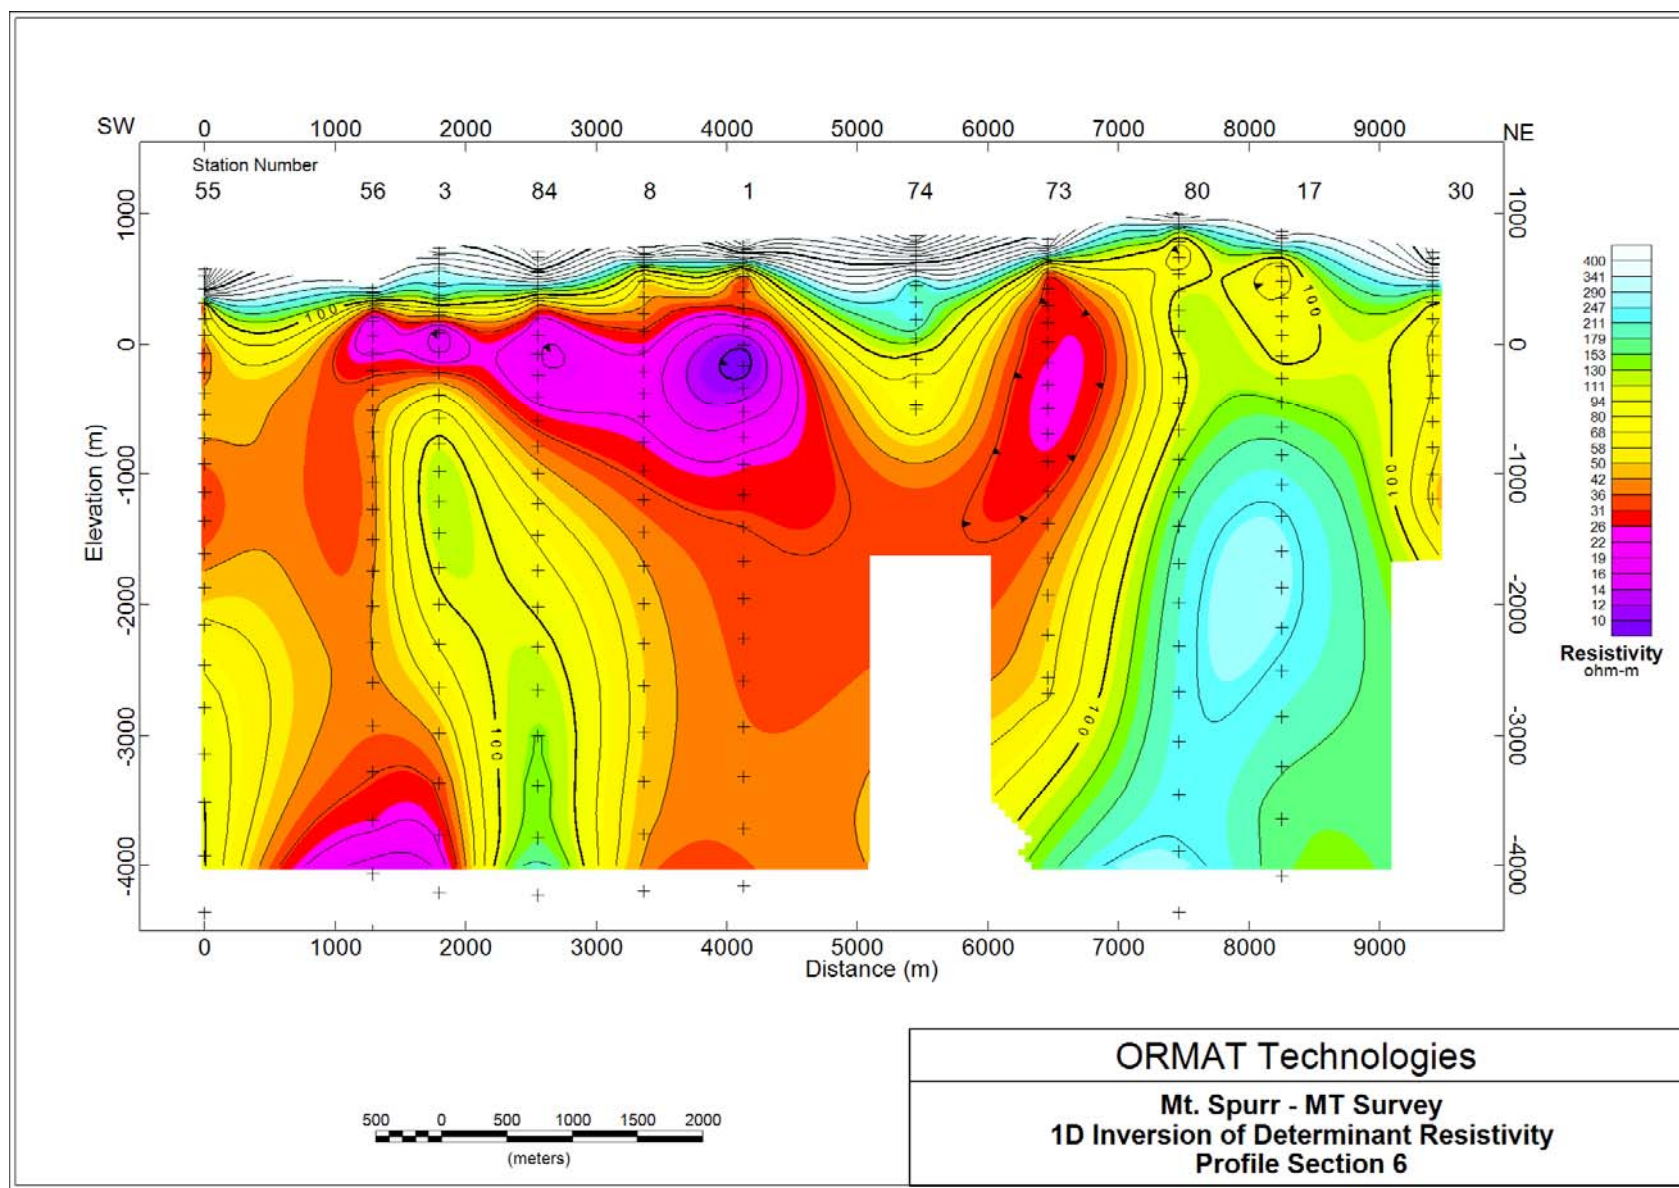 SW 0 1000 2000 3000 4000 5000 6000 7000 8000 9000 NE
Station Number
55 56 3 84 8 1 74 73 80 17 30
1000 1000
0 0
-1000 -1000
-2000 -2000
-3000 -3000
-4000 -4000
Elevation (m)
100
100
100
100
101
400
341
290
247
211
179
153
130
111
94
80
68
58
50
42
36
31
26
22
19
16
14
12
10
Resistivity
ohm-m
0 1000 2000 3000 4000 5000 6000 7000 8000 9000
Distance (m)
500 0 500 1000 1500 2000
(meters)
ORMAT Technologies
Mt. Spurr - MT Survey
1D Inversion of Determinant Resistivity
Profile Section 6